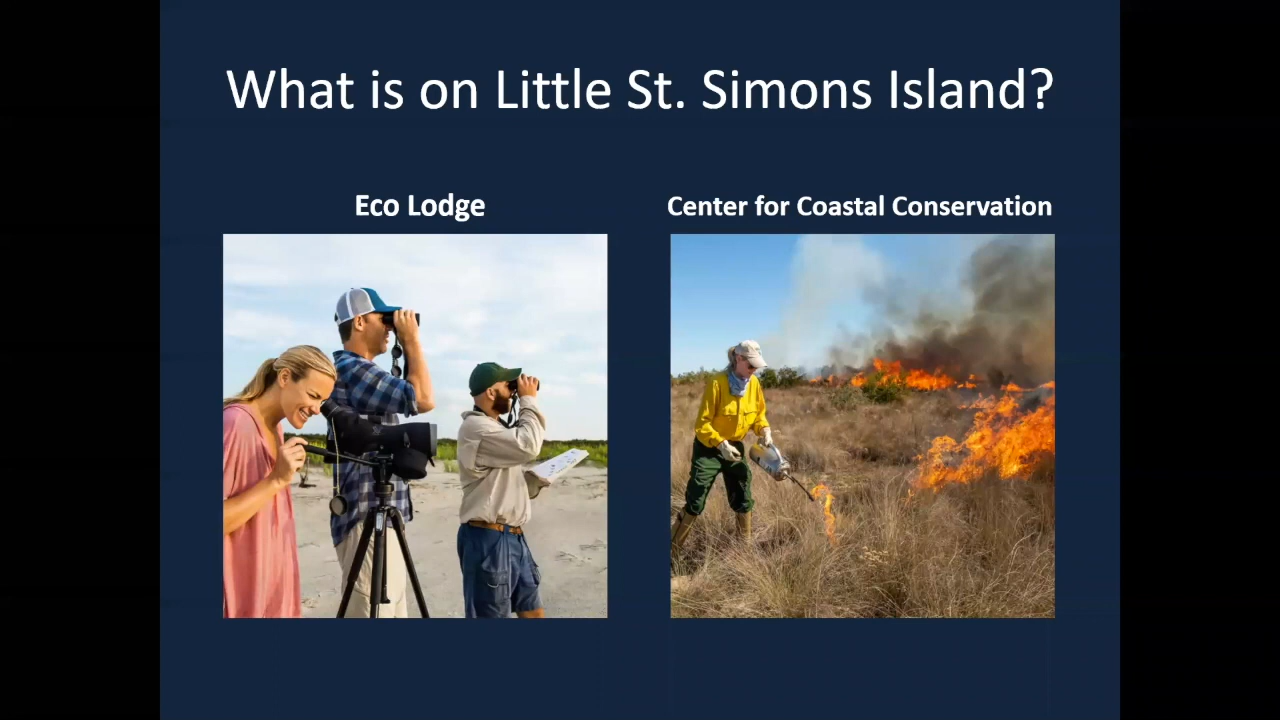 What is on Little St. Simons Island?
Eco Lodge
Center for Coastal Conservation